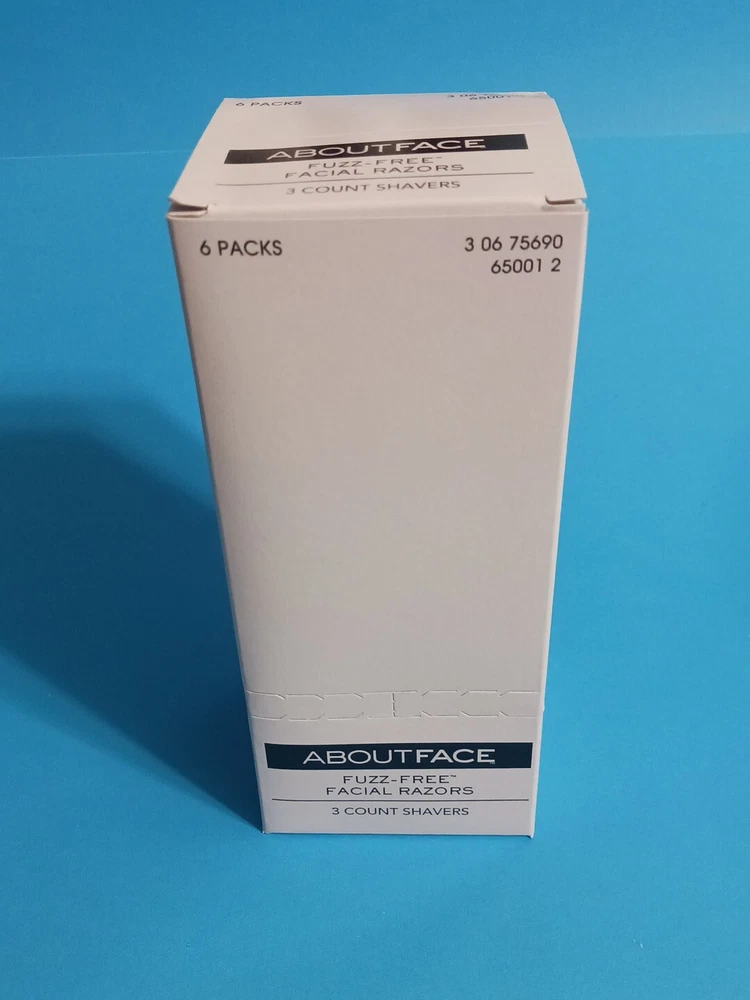 6 PACKS
ABOUTFACE
FUZZ-FREE™
FACIAL RAZORS
3 COUNT SHAVERS
6 PACKS
3 06 75690
65001 2
ABOUTFACE
FUZZ-FREE™
FACIAL RAZORS
3 COUNT SHAVERS